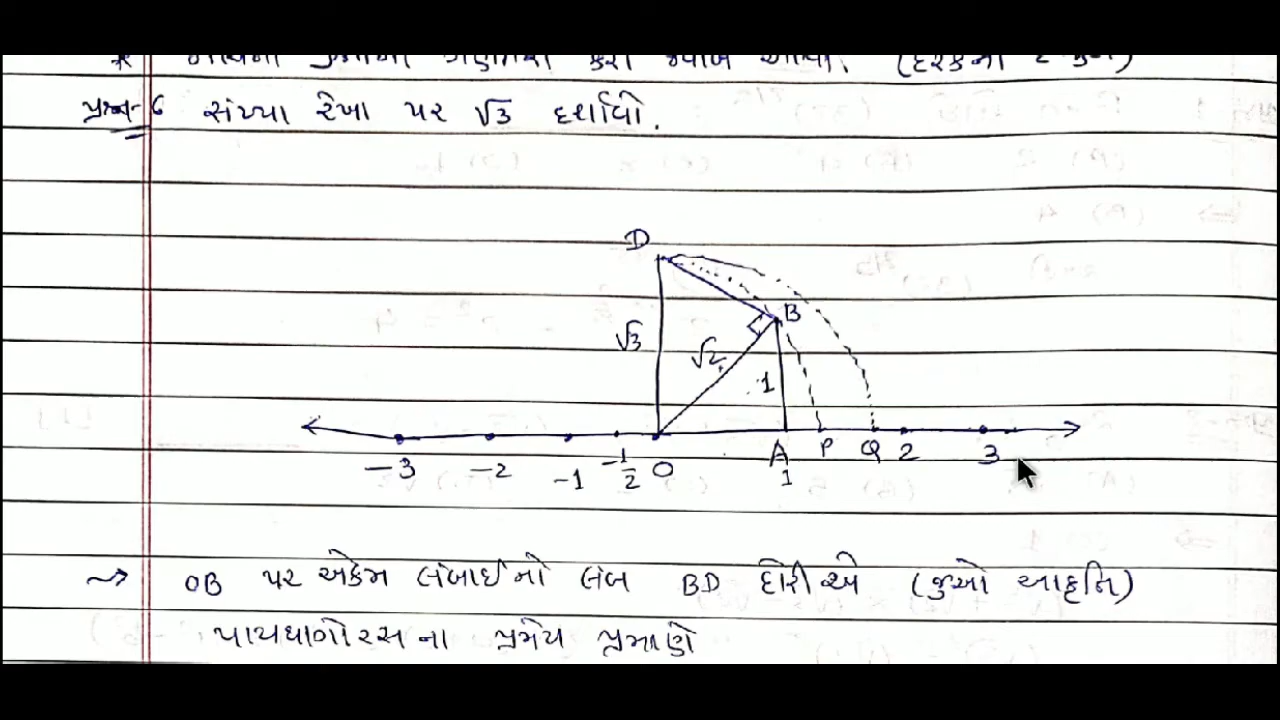 પ્રશ્ન-6 સંખ્યા રેખા પર √3 દર્શાવો.
D
B
√3
√2
1
-3 -2 -1 -1/2 0 A P Q 2 3
1
→ OB પર એકમ લંબાઈનો લંબ BD દોરીએ (જુઓ આકૃતિ)
પાયથાગોરસ ના પ્રમેય પ્રમાણે